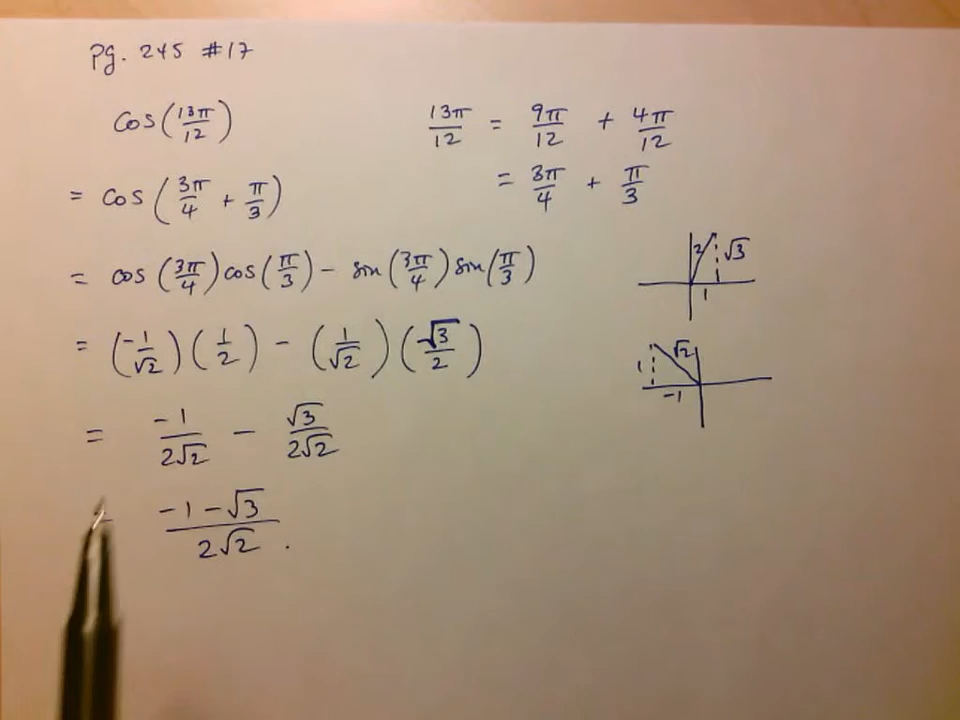 pg. 245 #17
cos(13π/12)
= cos(3π/4 + π/3)
= cos(3π/4)cos(π/3) - sin(3π/4)sin(π/3)
= (-1/√2)(1/2) - (1/√2)(√3/2)
= -1/2√2 - √3/2√2
= -1-√3/2√2.
13π/12 = 9π/12 + 4π/12
= 3π/4 + π/3
2 √3
1
1 √2
-1